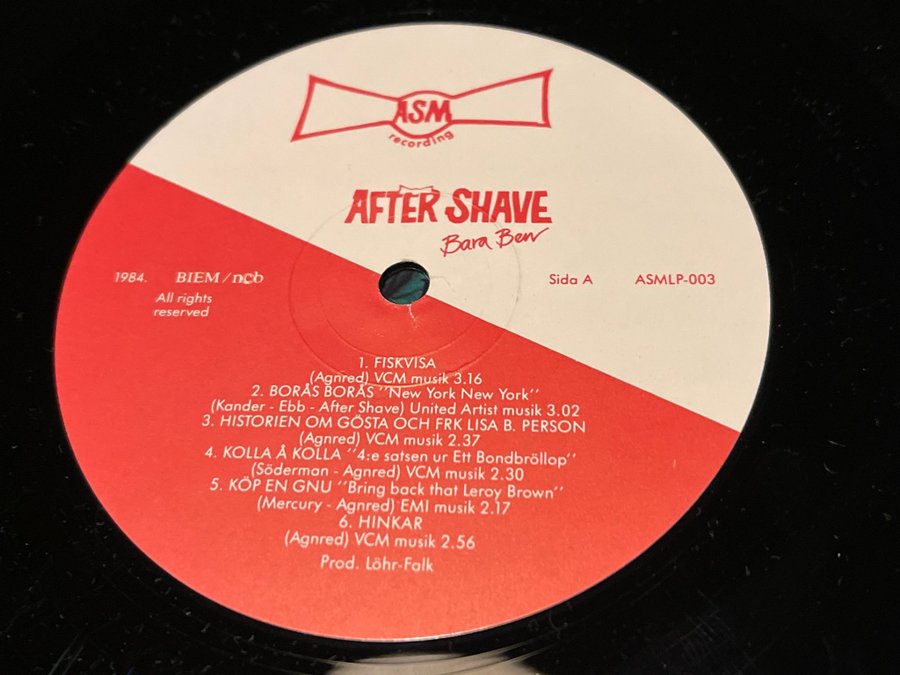 ASM
recording
AFTER SHAVE
Bara Ben
1984. BIEM/ncb
All rights
reserved
Sida A ASMLP-003
1. FISKVISA
(Agnred) VCM musik 3.16
2. BORÅS BORÅS "New York New York"
(Kander - Ebb - After Shave) United Artist musik 3.02
3. HISTORIEN OM GÖSTA OCH FRK LISA B. PERSON
(Agnred) VCM musik 2.37
4. KOLLA Å KOLLA "4:e satsen ur Ett Bondbröllop"
(Söderman - Agnred) VCM musik 2.30
5. KÖP EN GNU "Bring back that Leroy Brown"
(Mercury - Agnred) EMI musik 2.17
6. HINKAR
(Agnred) VCM musik 2.56
Prod. Löhr-Falk